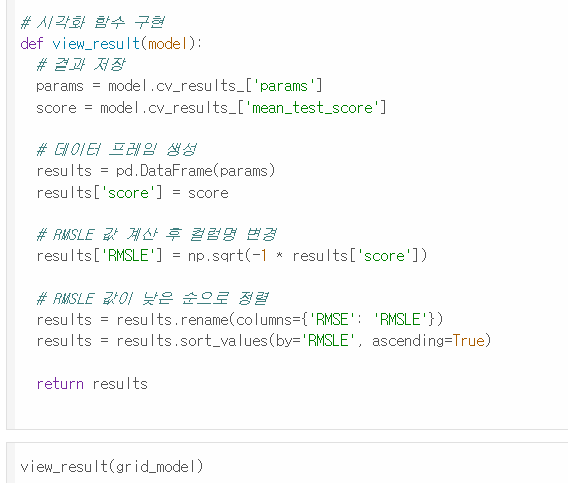 # 시각화 함수 구현
def view_result(model):
  # 결과 저장
  params = model.cv_results_['params']
  score = model.cv_results_['mean_test_score']

  # 데이터 프레임 생성
  results = pd.DataFrame(params)
  results['score'] = score

  # RMSLE 값 계산 후 컬럼명 변경
  results['RMSLE'] = np.sqrt(-1 * results['score'])

  # RMSLE 값이 낮은 순으로 정렬
  results = results.rename(columns={'RMSE': 'RMSLE'})
  results = results.sort_values(by='RMSLE', ascending=True)

  return results

view_result(grid_model)